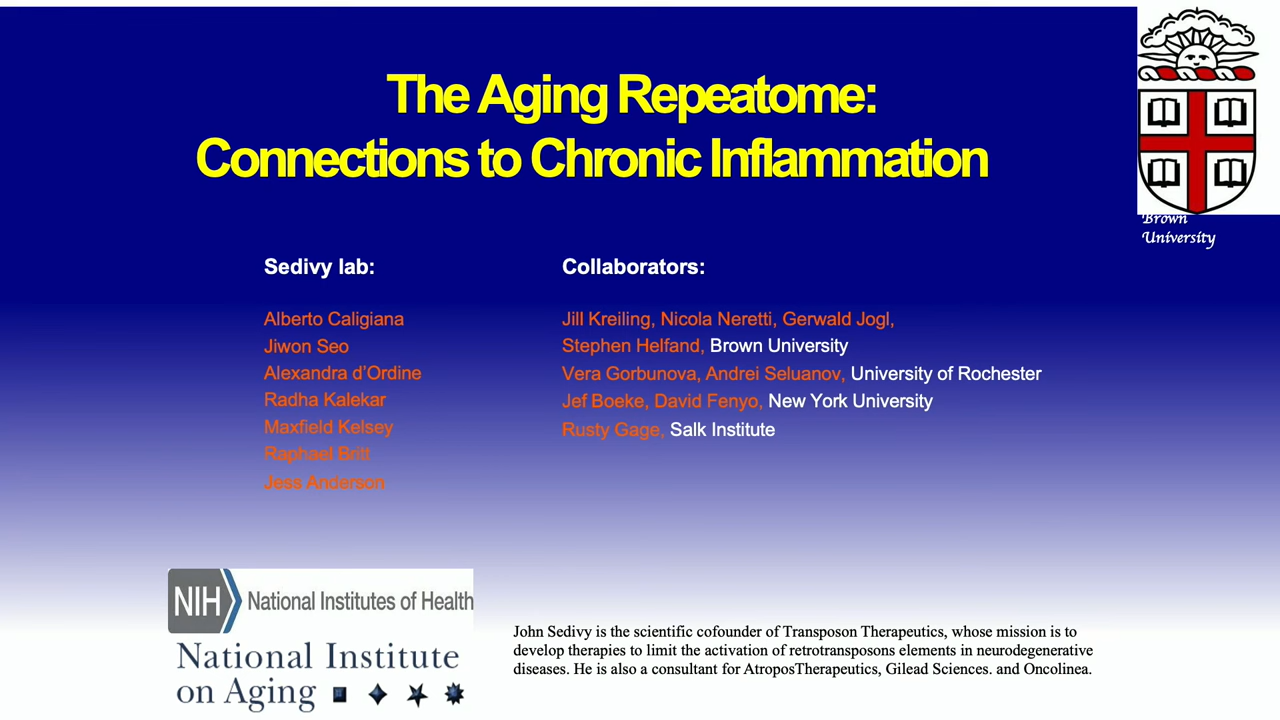 The Aging Repeatome:
Connections to Chronic Inflammation
Brown
University
Sedivy lab:
Alberto Caligiana
Jiwon Seo
Alexandra d'Ordine
Radha Kalekar
Maxfield Kelsey
Raphael Britt
Jess Anderson
Collaborators:
Jill Kreiling, Nicola Neretti, Gerwald Jogl,
Stephen Helfand, Brown University
Vera Gorbunova, Andrei Seluanov, University of Rochester
Jef Boeke, David Fenyo, New York University
Rusty Gage, Salk Institute
NIH National Institutes of Health
National Institute
on Aging
John Sedivy is the scientific cofounder of Transposon Therapeutics, whose mission is to
develop therapies to limit the activation of retrotransposons elements in neurodegenerative
diseases. He is also a consultant for AtroposTherapeutics, Gilead Sciences. and Oncolinea.